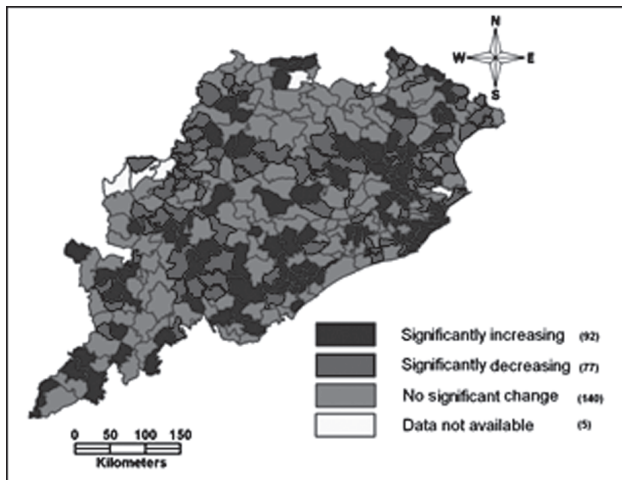 N
W E
S
Significantly increasing (92)
Significantly decreasing (77)
No significant change (140)
Data not available (5)
0 50 100 150
Kilometers